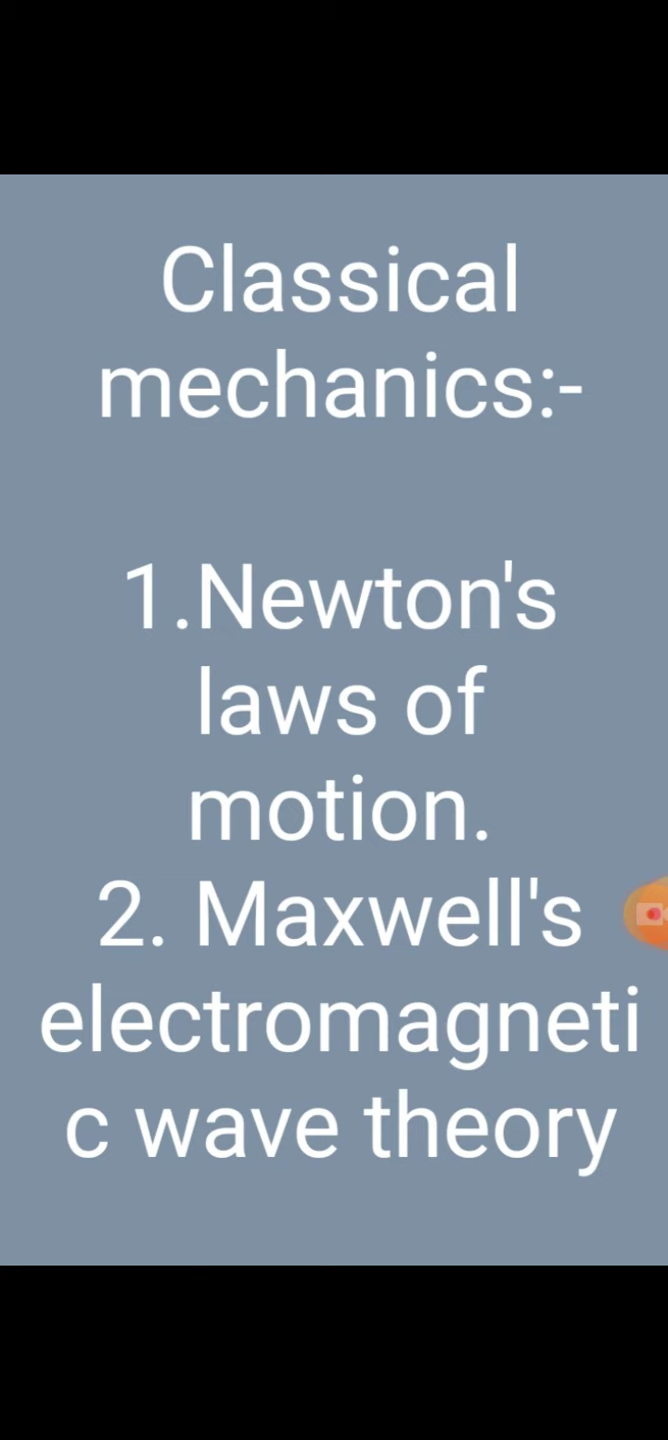 Classical
mechanics:-
1.Newton's
laws of
motion.
2. Maxwell's
electromagneti
c wave theory